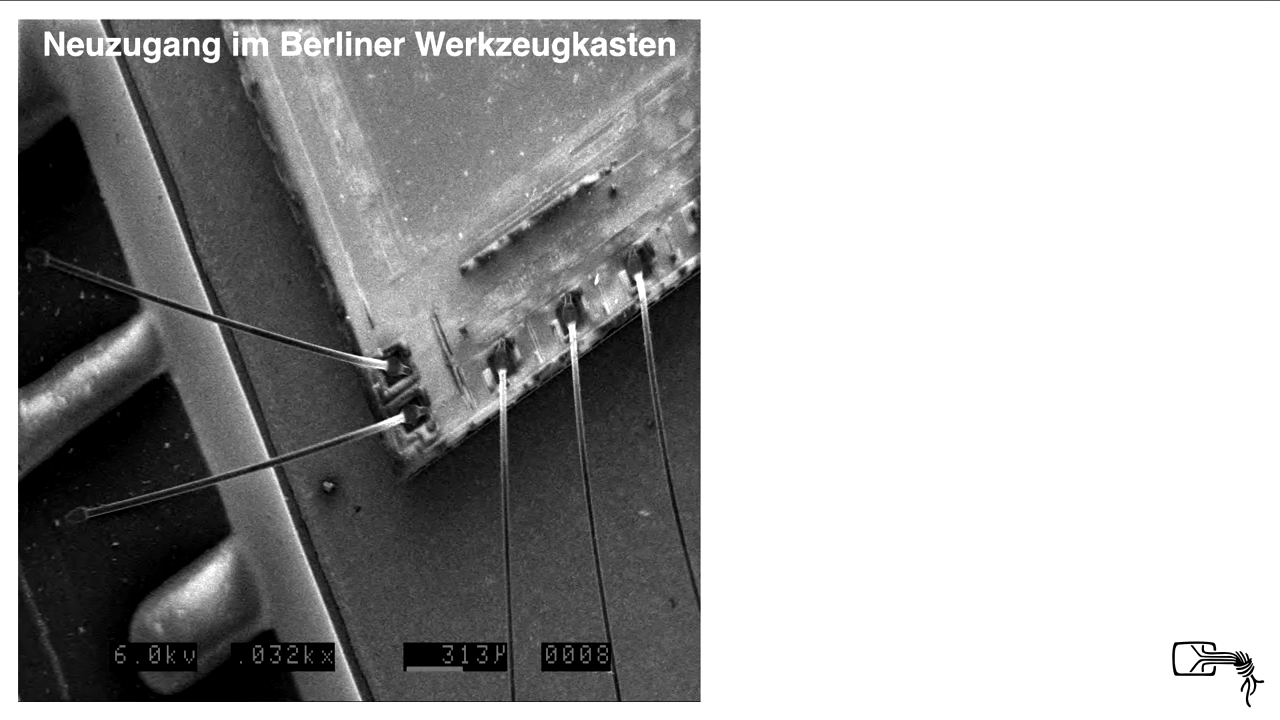 Neuzugang im Berliner Werkzeugkasten
6.0kv .032kx 313µ 0008